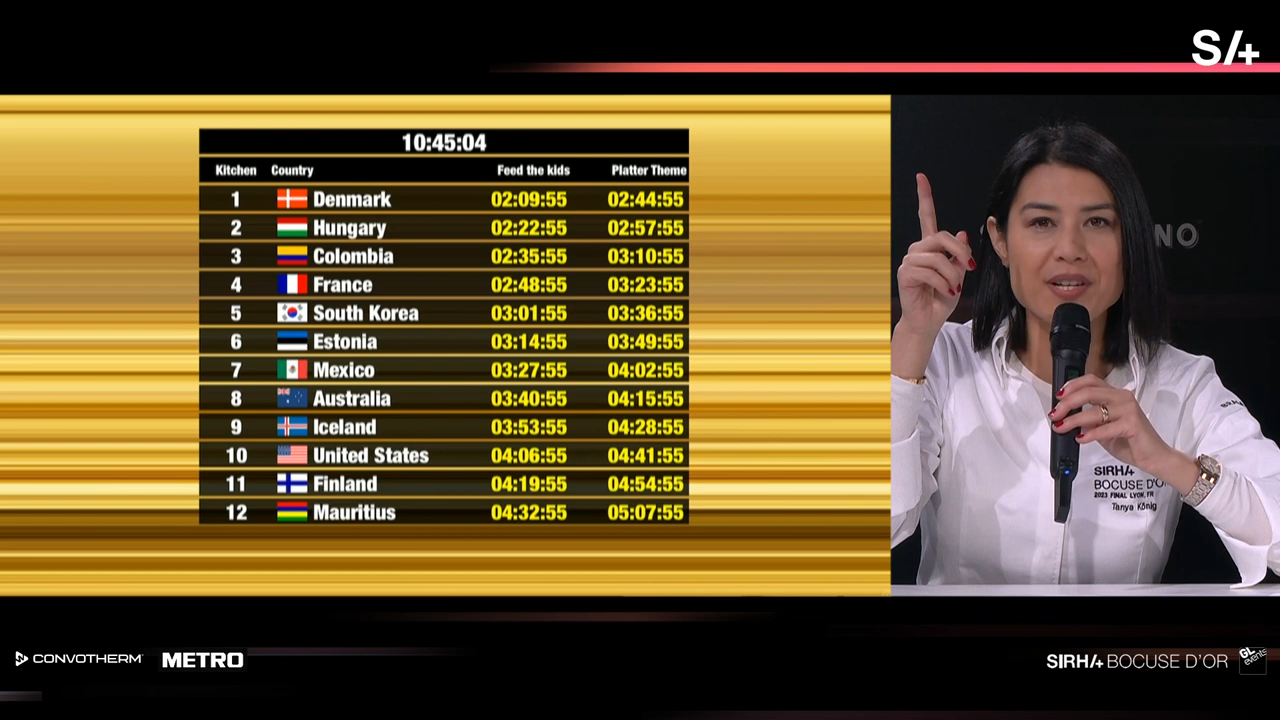 S/+
10:45:04
Kitchen Country Feed the kids Platter Theme
1 Denmark 02:09:55 02:44:55
2 Hungary 02:22:55 02:57:55
3 Colombia 02:35:55 03:10:55
4 France 02:48:55 03:23:55
5 South Korea 03:01:55 03:36:55
6 Estonia 03:14:55 03:49:55
7 Mexico 03:27:55 04:02:55
8 Australia 03:40:55 04:15:55
9 Iceland 03:53:55 04:28:55
10 United States 04:06:55 04:41:55
11 Finland 04:19:55 04:54:55
12 Mauritius 04:32:55 05:07:55
NO
SIRH/+
BOCUSE D'O
2023 FINAL LYON, FR
Tanya König
CONVOTHERM METRO
SIRH/+ BOCUSE D'OR GL events